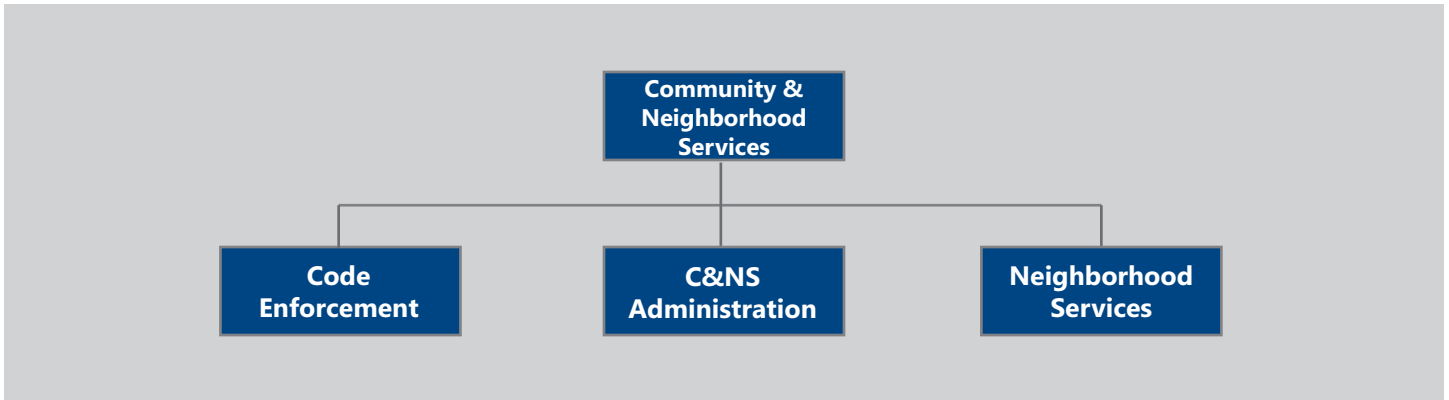 Community &
Neighborhood
Services
Code
Enforcement
C&NS
Administration
Neighborhood
Services